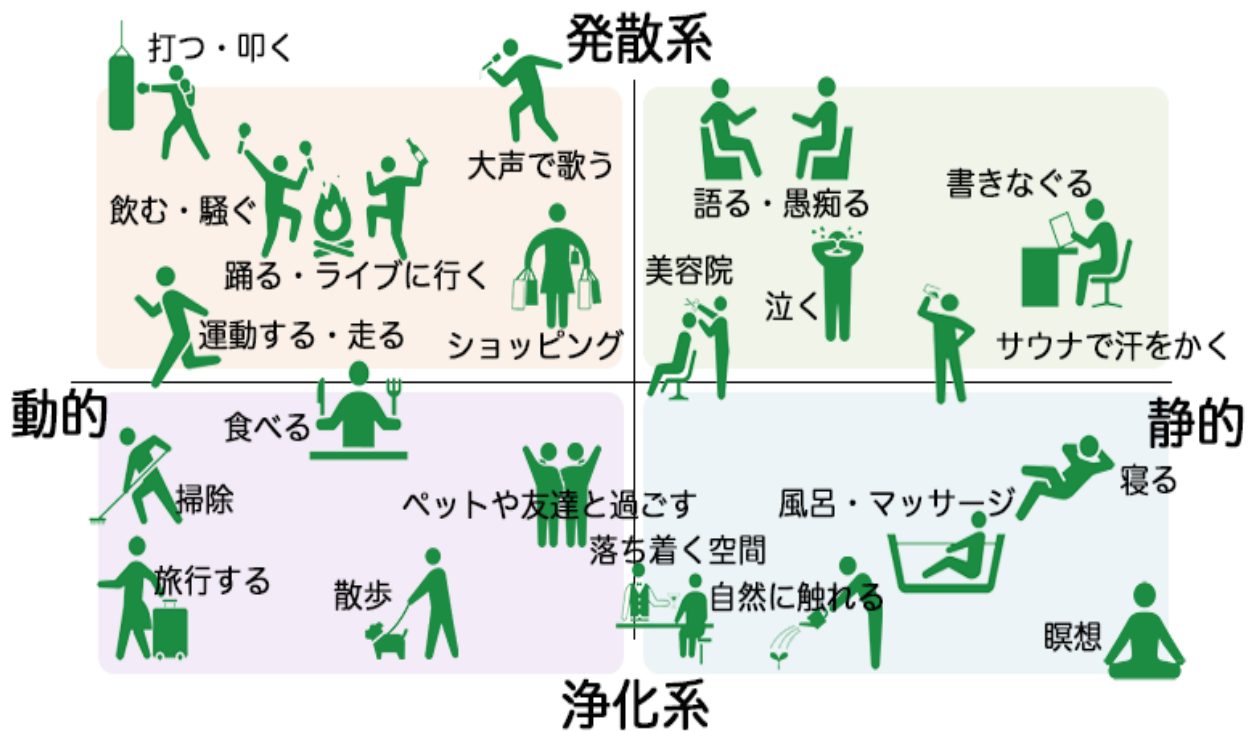 発散系
打つ・叩く
大声で歌う
飲む・騒ぐ
踊る・ライブに行く
運動する・走る
ショッピング
語る・愚痴る
書きなぐる
美容院
泣く
サウナで汗をかく
動的
静的
食べる
掃除
ペットや友達と過ごす
旅行する
散歩
風呂・マッサージ
寝る
落ち着く空間
自然に触れる
瞑想
浄化系